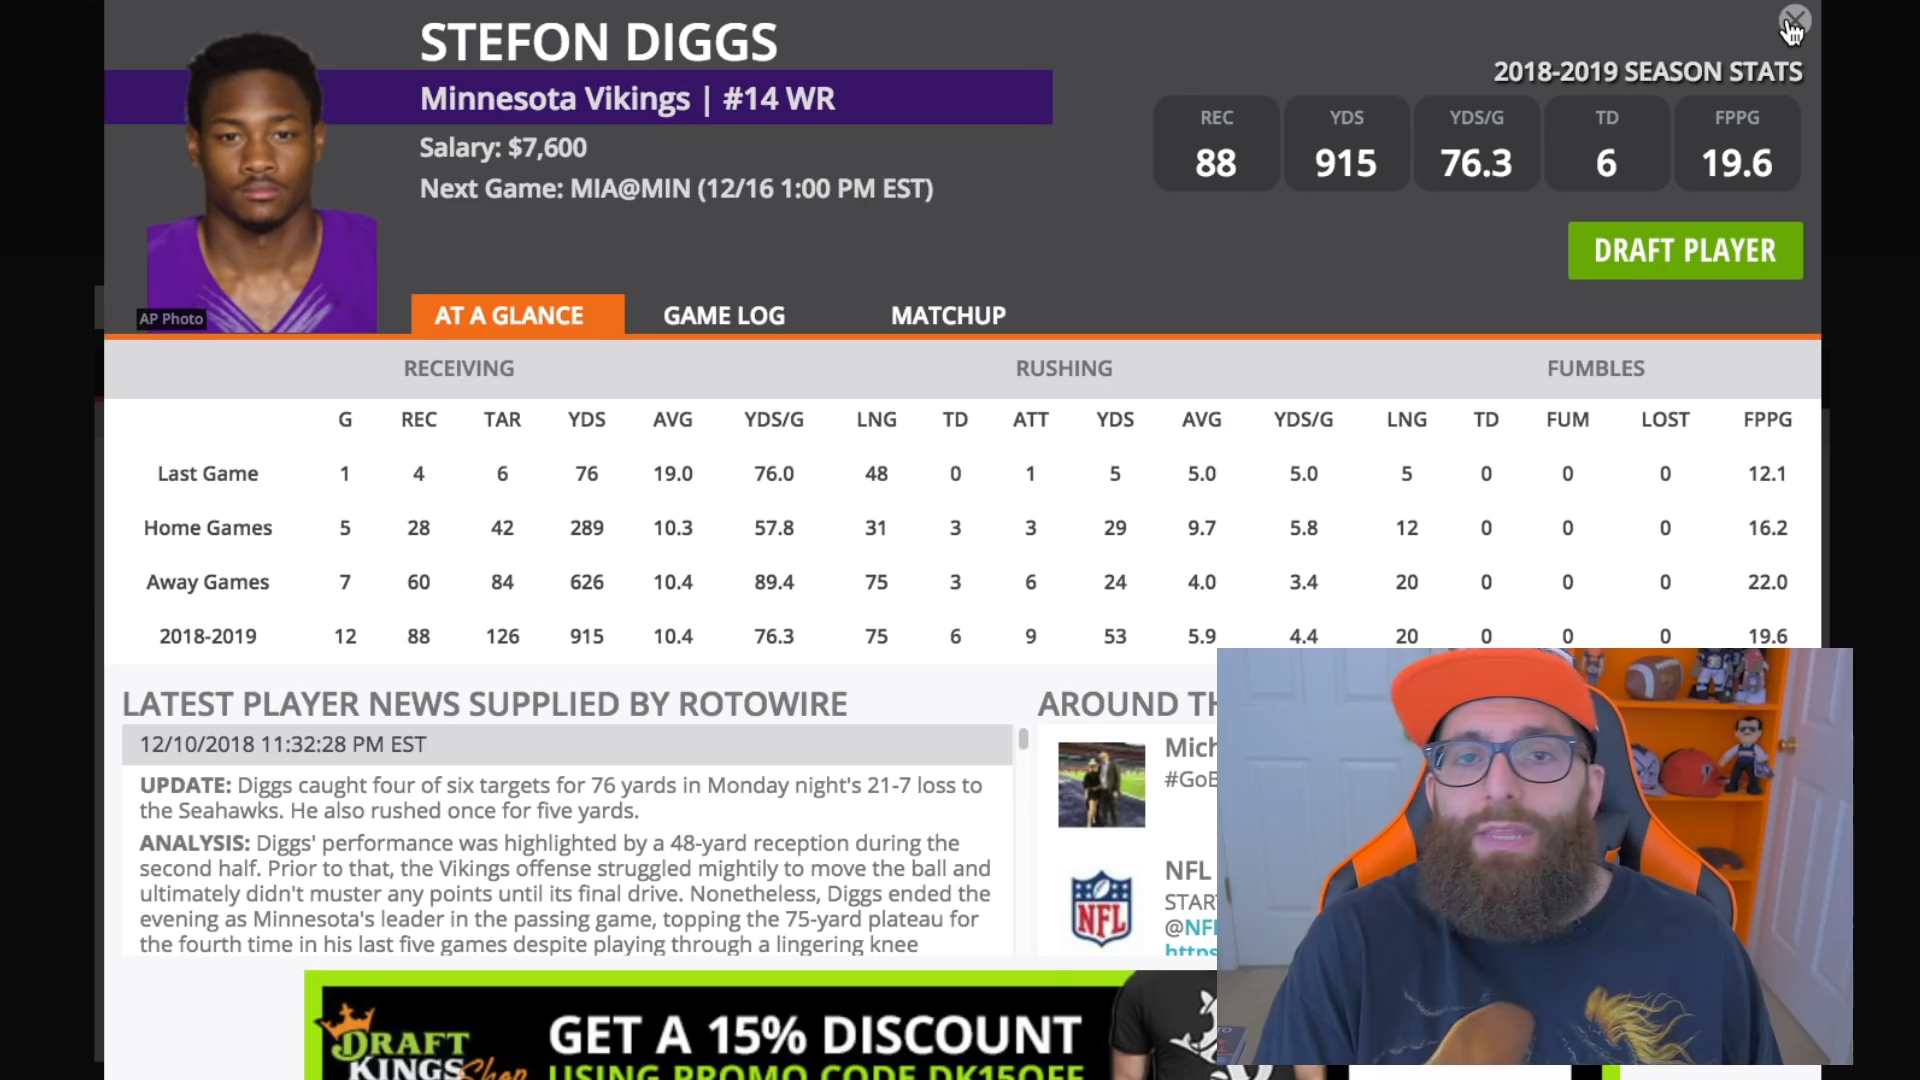 STEFON DIGGS
Minnesota Vikings | #14 WR
Salary: $7,600
Next Game: MIA@MIN (12/16 1:00 PM EST)
2018-2019 SEASON STATS
REC YDS YDS/G TD FPPG
88 915 76.3 6 19.6
DRAFT PLAYER
AP Photo
AT A GLANCE GAME LOG MATCHUP
RECEIVING RUSHING FUMBLES
G REC TAR YDS AVG YDS/G LNG TD ATT YDS AVG YDS/G LNG TD FUM LOST FPPG
Last Game 1 4 6 76 19.0 76.0 48 0 1 5 5.0 5.0 5 0 0 0 12.1
Home Games 5 28 42 289 10.3 57.8 31 3 3 29 9.7 5.8 12 0 0 0 16.2
Away Games 7 60 84 626 10.4 89.4 75 3 6 24 4.0 3.4 20 0 0 0 22.0
2018-2019 12 88 126 915 10.4 76.3 75 6 9 53 5.9 4.4 20 0 0 0 19.6
LATEST PLAYER NEWS SUPPLIED BY ROTOWIRE
12/10/2018 11:32:28 PM EST
UPDATE: Diggs caught four of six targets for 76 yards in Monday night's 21-7 loss to
the Seahawks. He also rushed once for five yards.
ANALYSIS: Diggs' performance was highlighted by a 48-yard reception during the
second half. Prior to that, the Vikings offense struggled mightily to move the ball and
ultimately didn't muster any points until its final drive. Nonetheless, Diggs ended the
evening as Minnesota's leader in the passing game, topping the 75-yard plateau for
the fourth time in his last five games despite playing through a lingering knee
AROUND TH
Mich
#GoB
NFL
NFL
STAR
@NFL
https
DRAFT
KINGS Shop
GET A 15% DISCOUNT
USING PROMO CODE DK15OFF